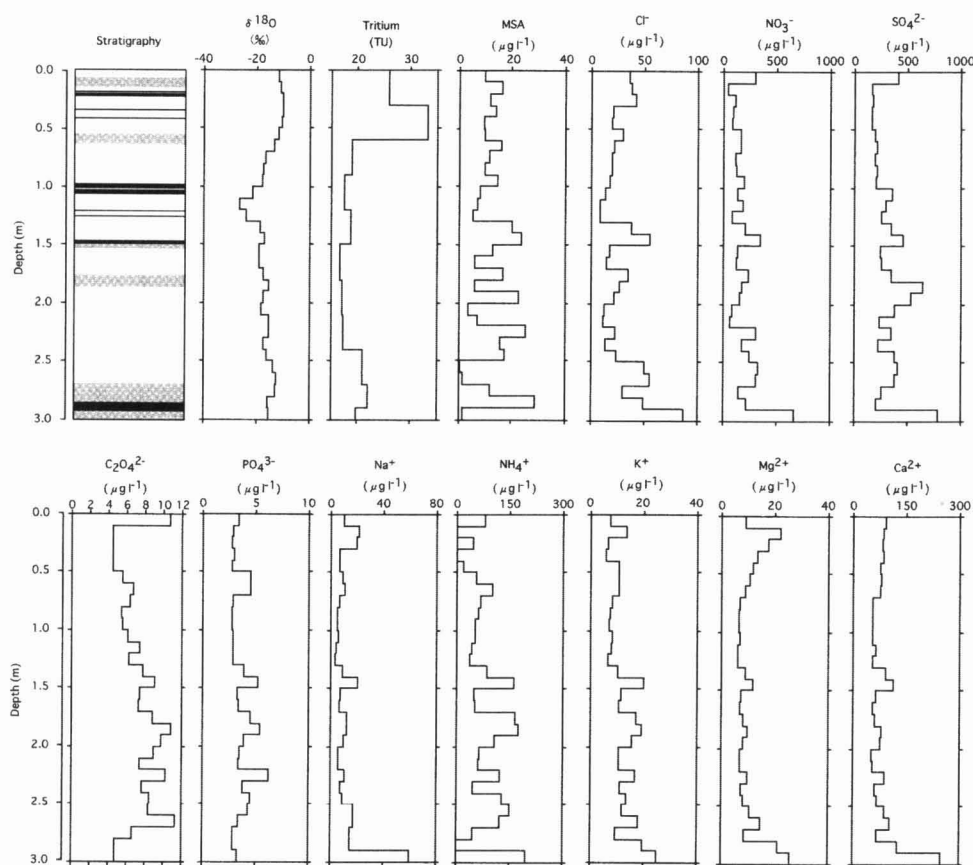 Stratigraphy
δ 18O
(‰)
Tritium
(TU)
MSA
(μg l-1)
Cl-
(μg l-1)
NO3-
(μg l-1)
SO42-
(μg l-1)
-40 -20 0
20 25 30 35
0 20 40
0 50 100
0 500 1000
0 500 1000
0.0
0.5
1.0
1.5
2.0
2.5
3.0
Depth (m)
C2O42-
(μg l-1)
PO43-
(μg l-1)
Na+
(μg l-1)
NH4+
(μg l-1)
K+
(μg l-1)
Mg2+
(μg l-1)
Ca2+
(μg l-1)
0 2 4 6 8 10 12
0 5 10
0 40 80
0 150 300
0 20 40
0 20 40
0 150 300
0.0
0.5
1.0
1.5
2.0
2.5
3.0
Depth (m)